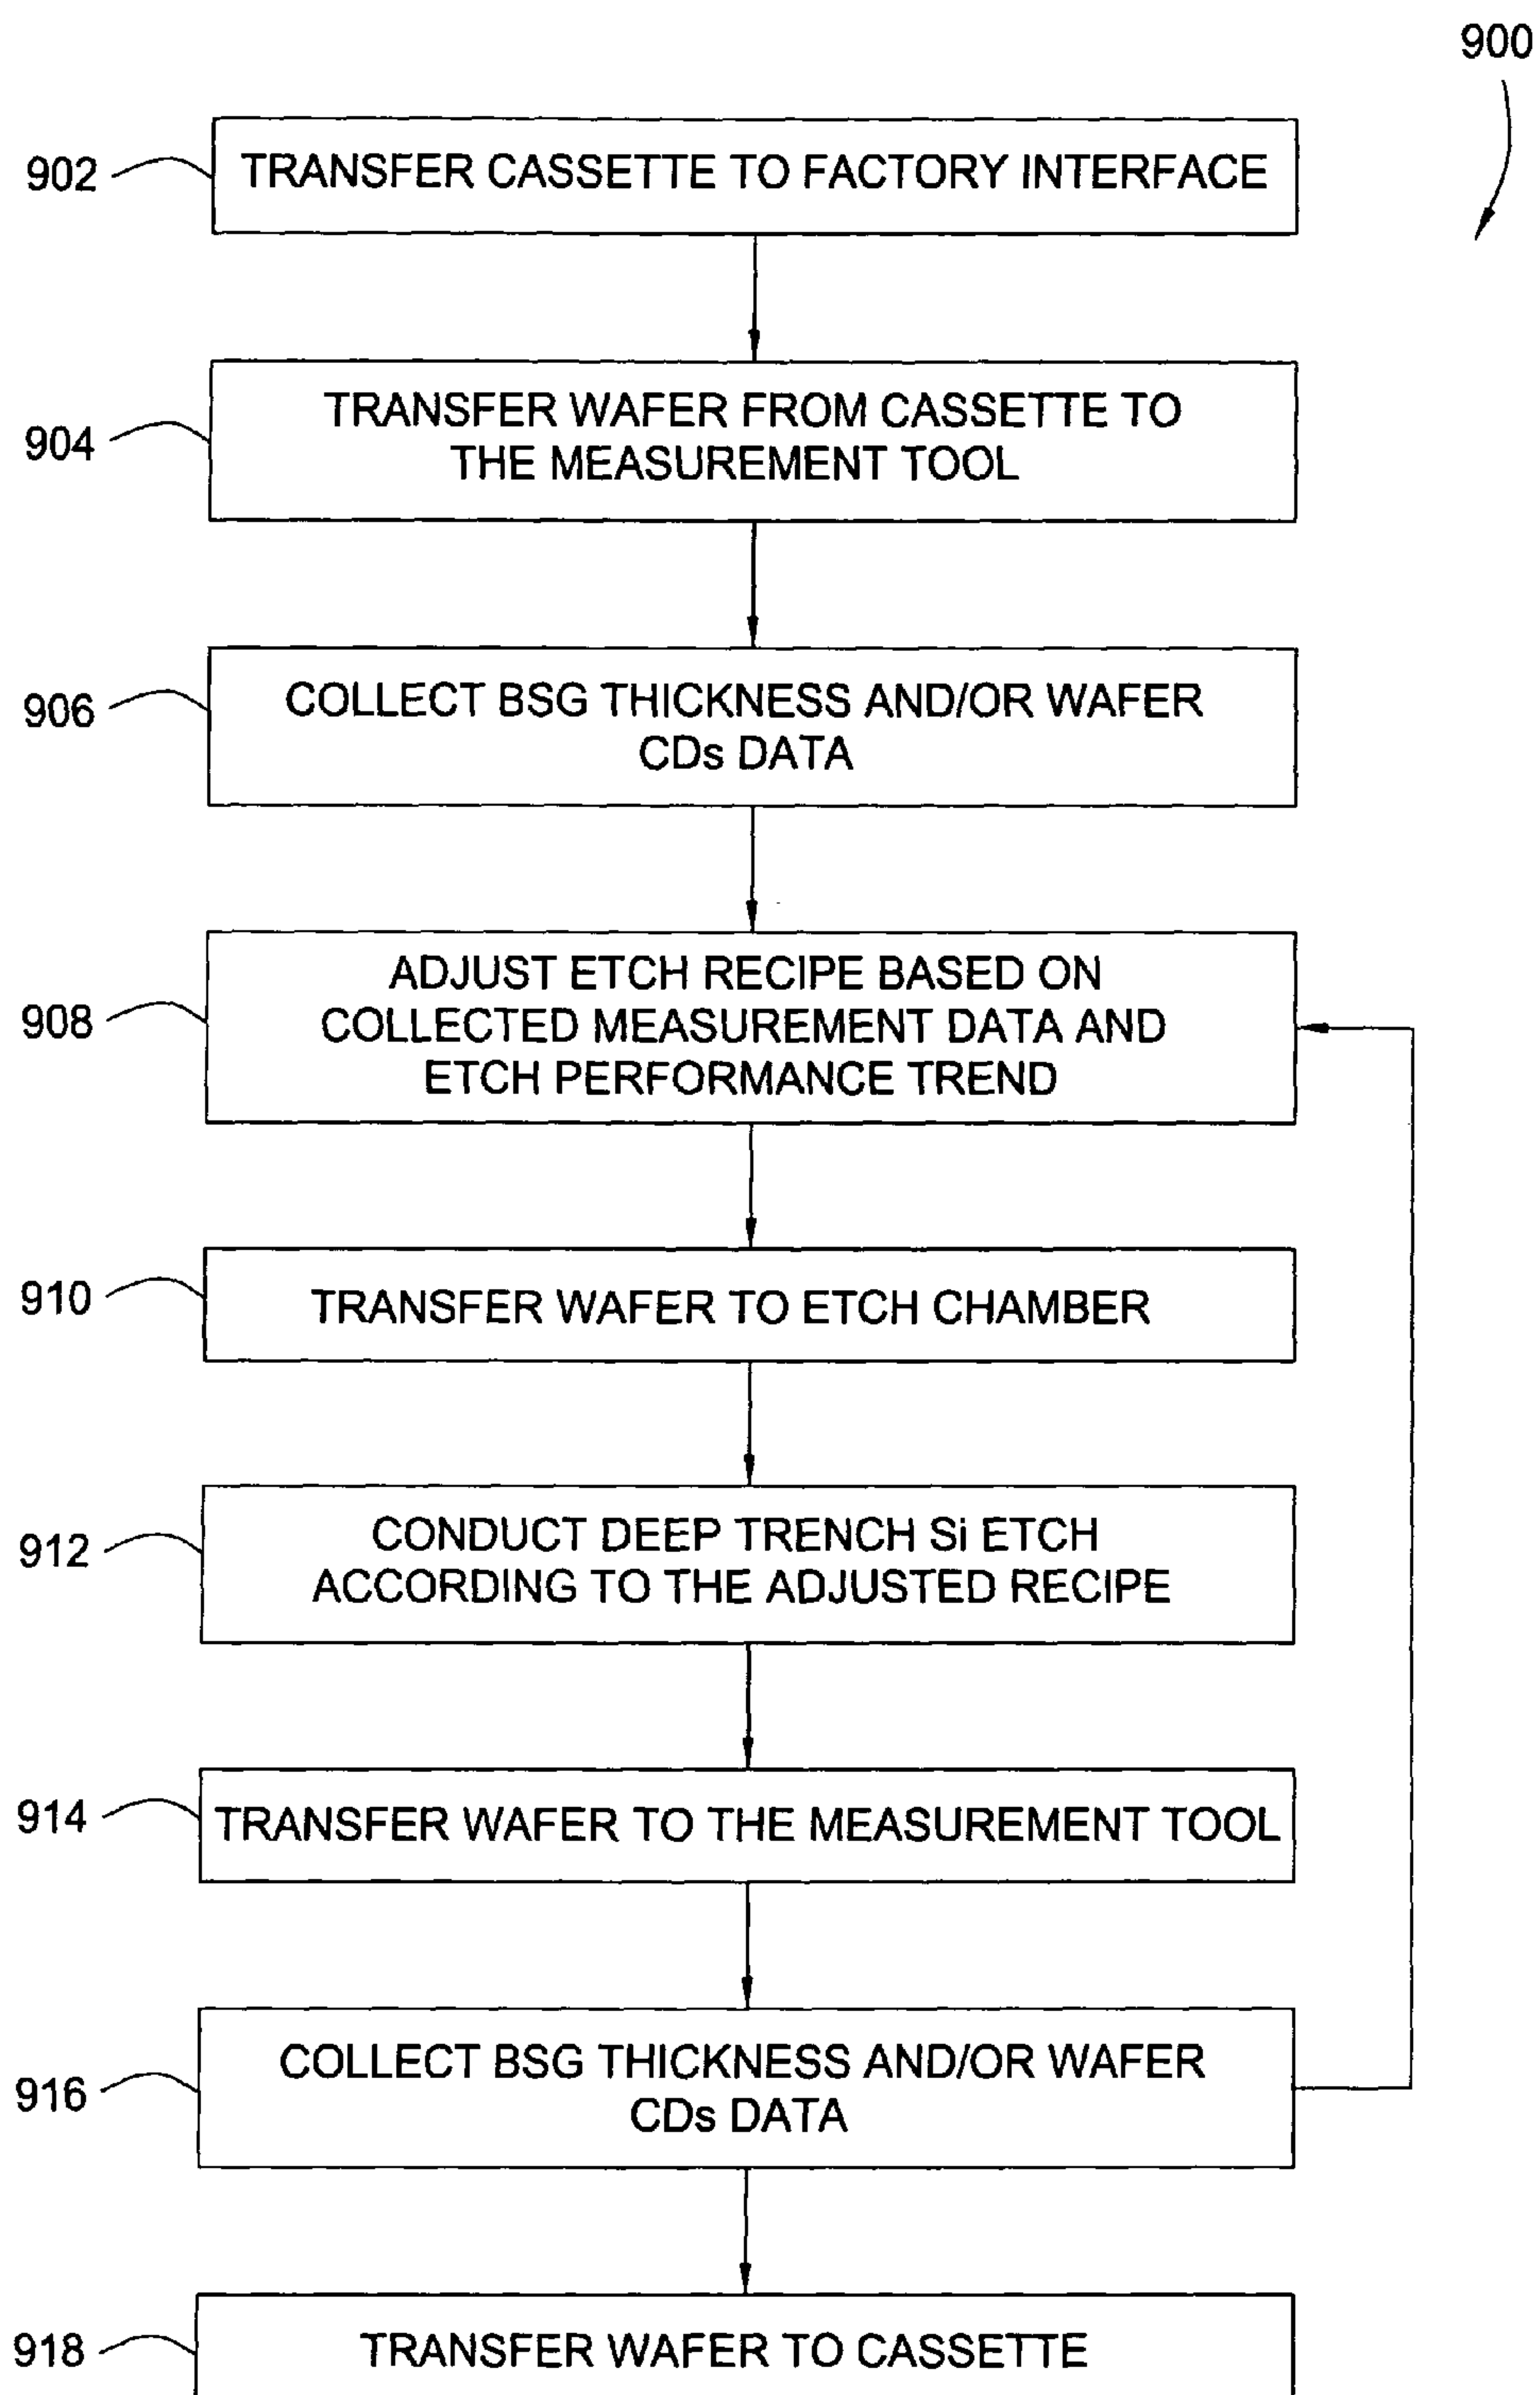 900
902
TRANSFER CASSETTE TO FACTORY INTERFACE
904
TRANSFER WAFER FROM CASSETTE TO
THE MEASUREMENT TOOL
906
COLLECT BSG THICKNESS AND/OR WAFER
CDs DATA
908
ADJUST ETCH RECIPE BASED ON
COLLECTED MEASUREMENT DATA AND
ETCH PERFORMANCE TREND
910
TRANSFER WAFER TO ETCH CHAMBER
912
CONDUCT DEEP TRENCH Si ETCH
ACCORDING TO THE ADJUSTED RECIPE
914
TRANSFER WAFER TO THE MEASUREMENT TOOL
916
COLLECT BSG THICKNESS AND/OR WAFER
CDs DATA
918
TRANSFER WAFER TO CASSETTE